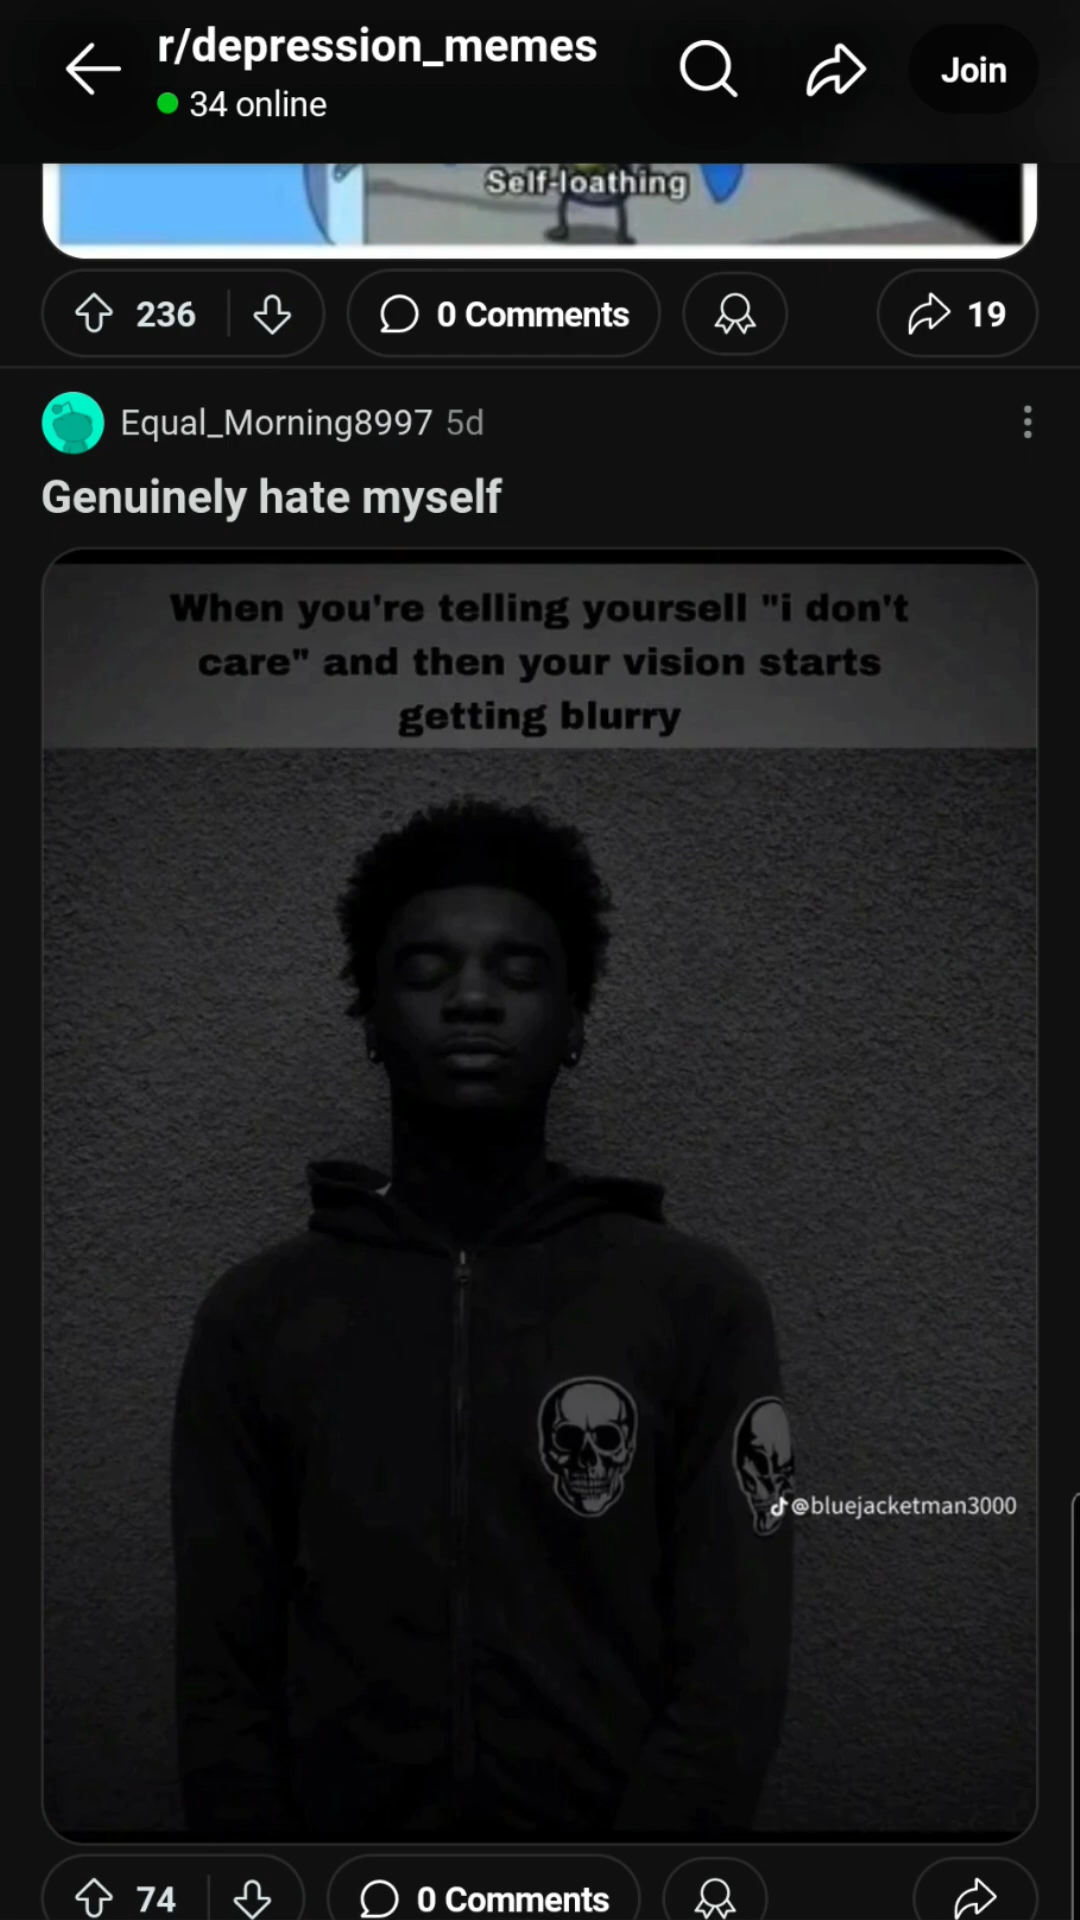 r/depression_memes
34 online
Join
Self-loathing
236
0 Comments
19
Equal_Morning8997 5d
Genuinely hate myself
When you're telling yoursell "i don't
care" and then your vision starts
getting blurry
@bluejacketman3000
74
0 Comments